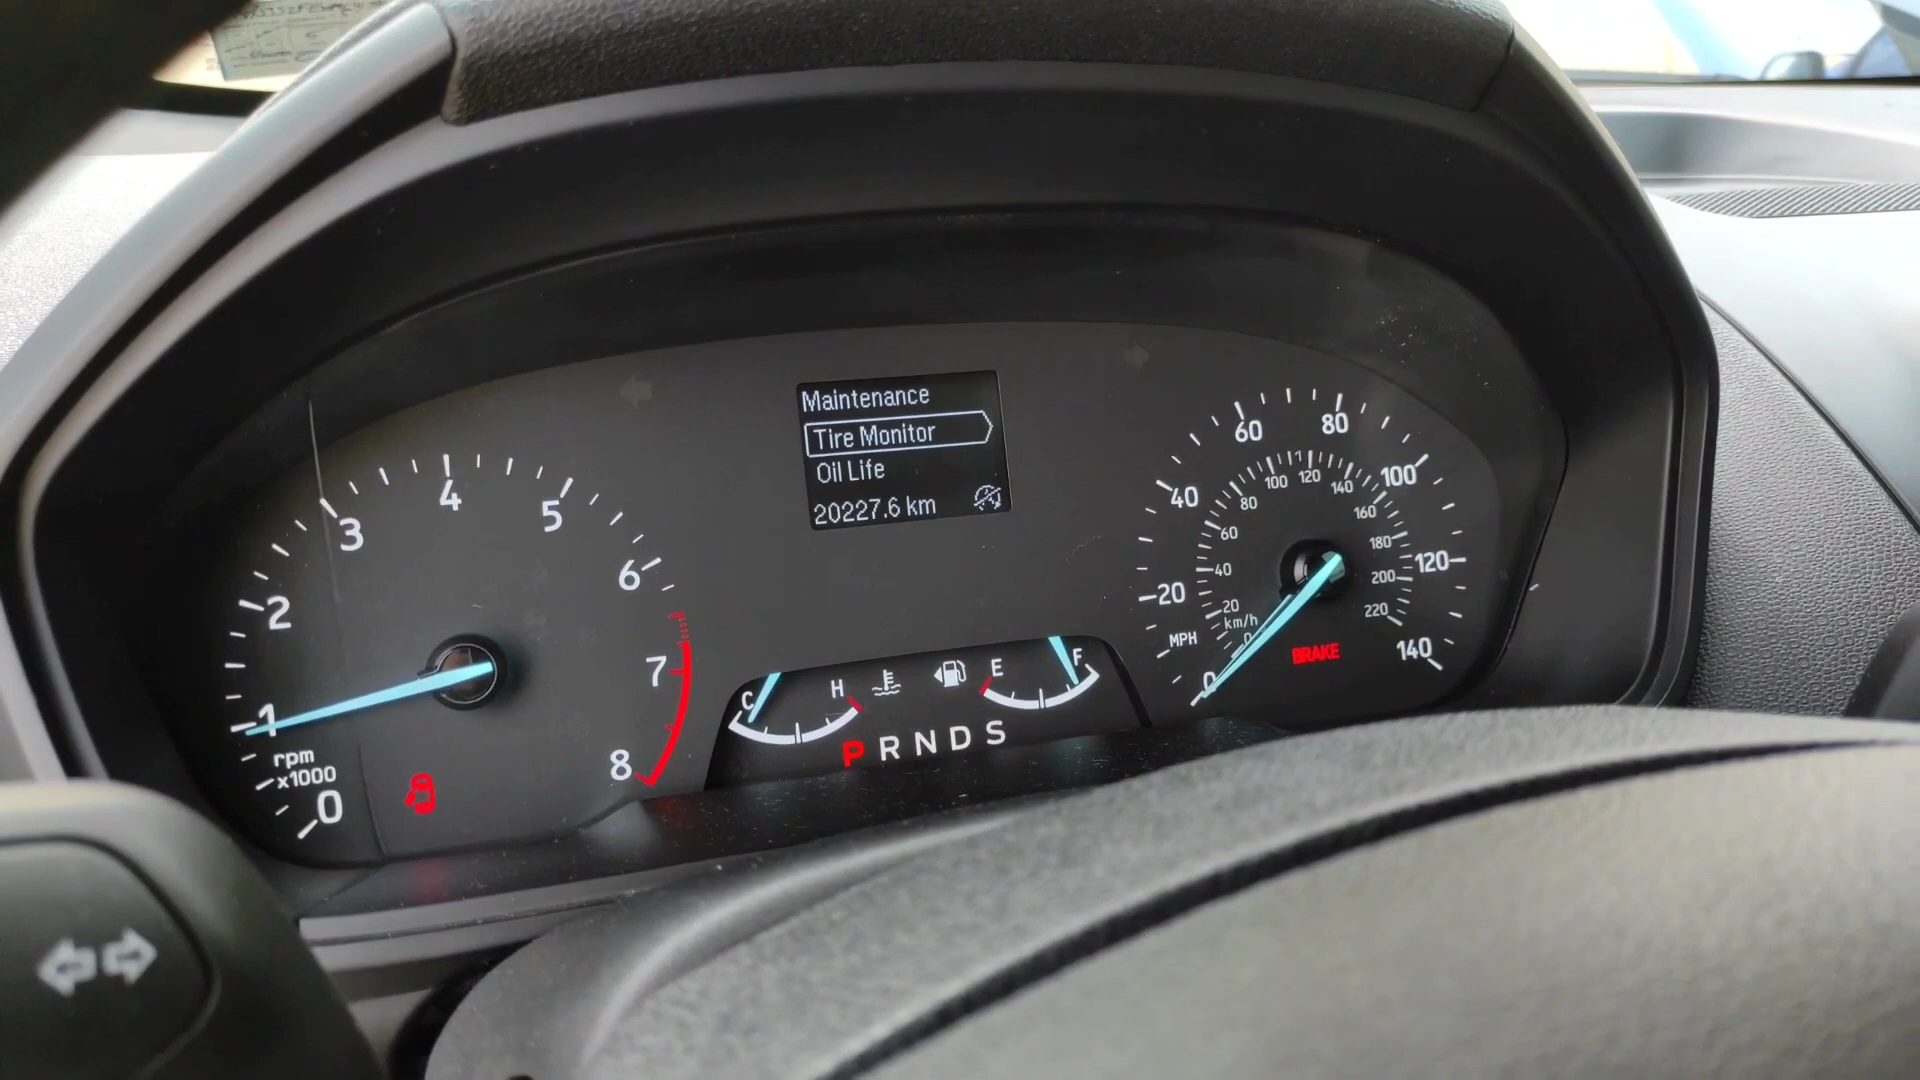 Maintenance
Tire Monitor
Oil Life
20227.6 km
0
1
2
3
4
5
6
7
8
rpm
x1000
C
H
E
F
P R N D S
0
20
40
60
80
100
120
140
MPH
km/h
0
20
40
60
80
100
120
140
160
180
200
220
BRAKE